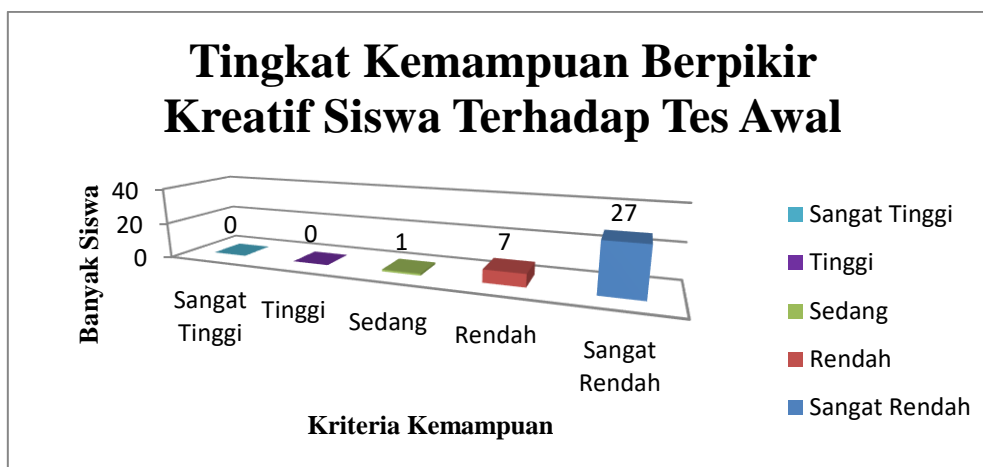 Tingkat Kemampuan Berpikir
Kreatif Siswa Terhadap Tes Awal
Banyak Siswa
40
20
0
0
0
1
7
27
Sangat
Tinggi
Tinggi
Sedang
Rendah
Sangat
Rendah
Kriteria Kemampuan
Sangat Tinggi
Tinggi
Sedang
Rendah
Sangat Rendah